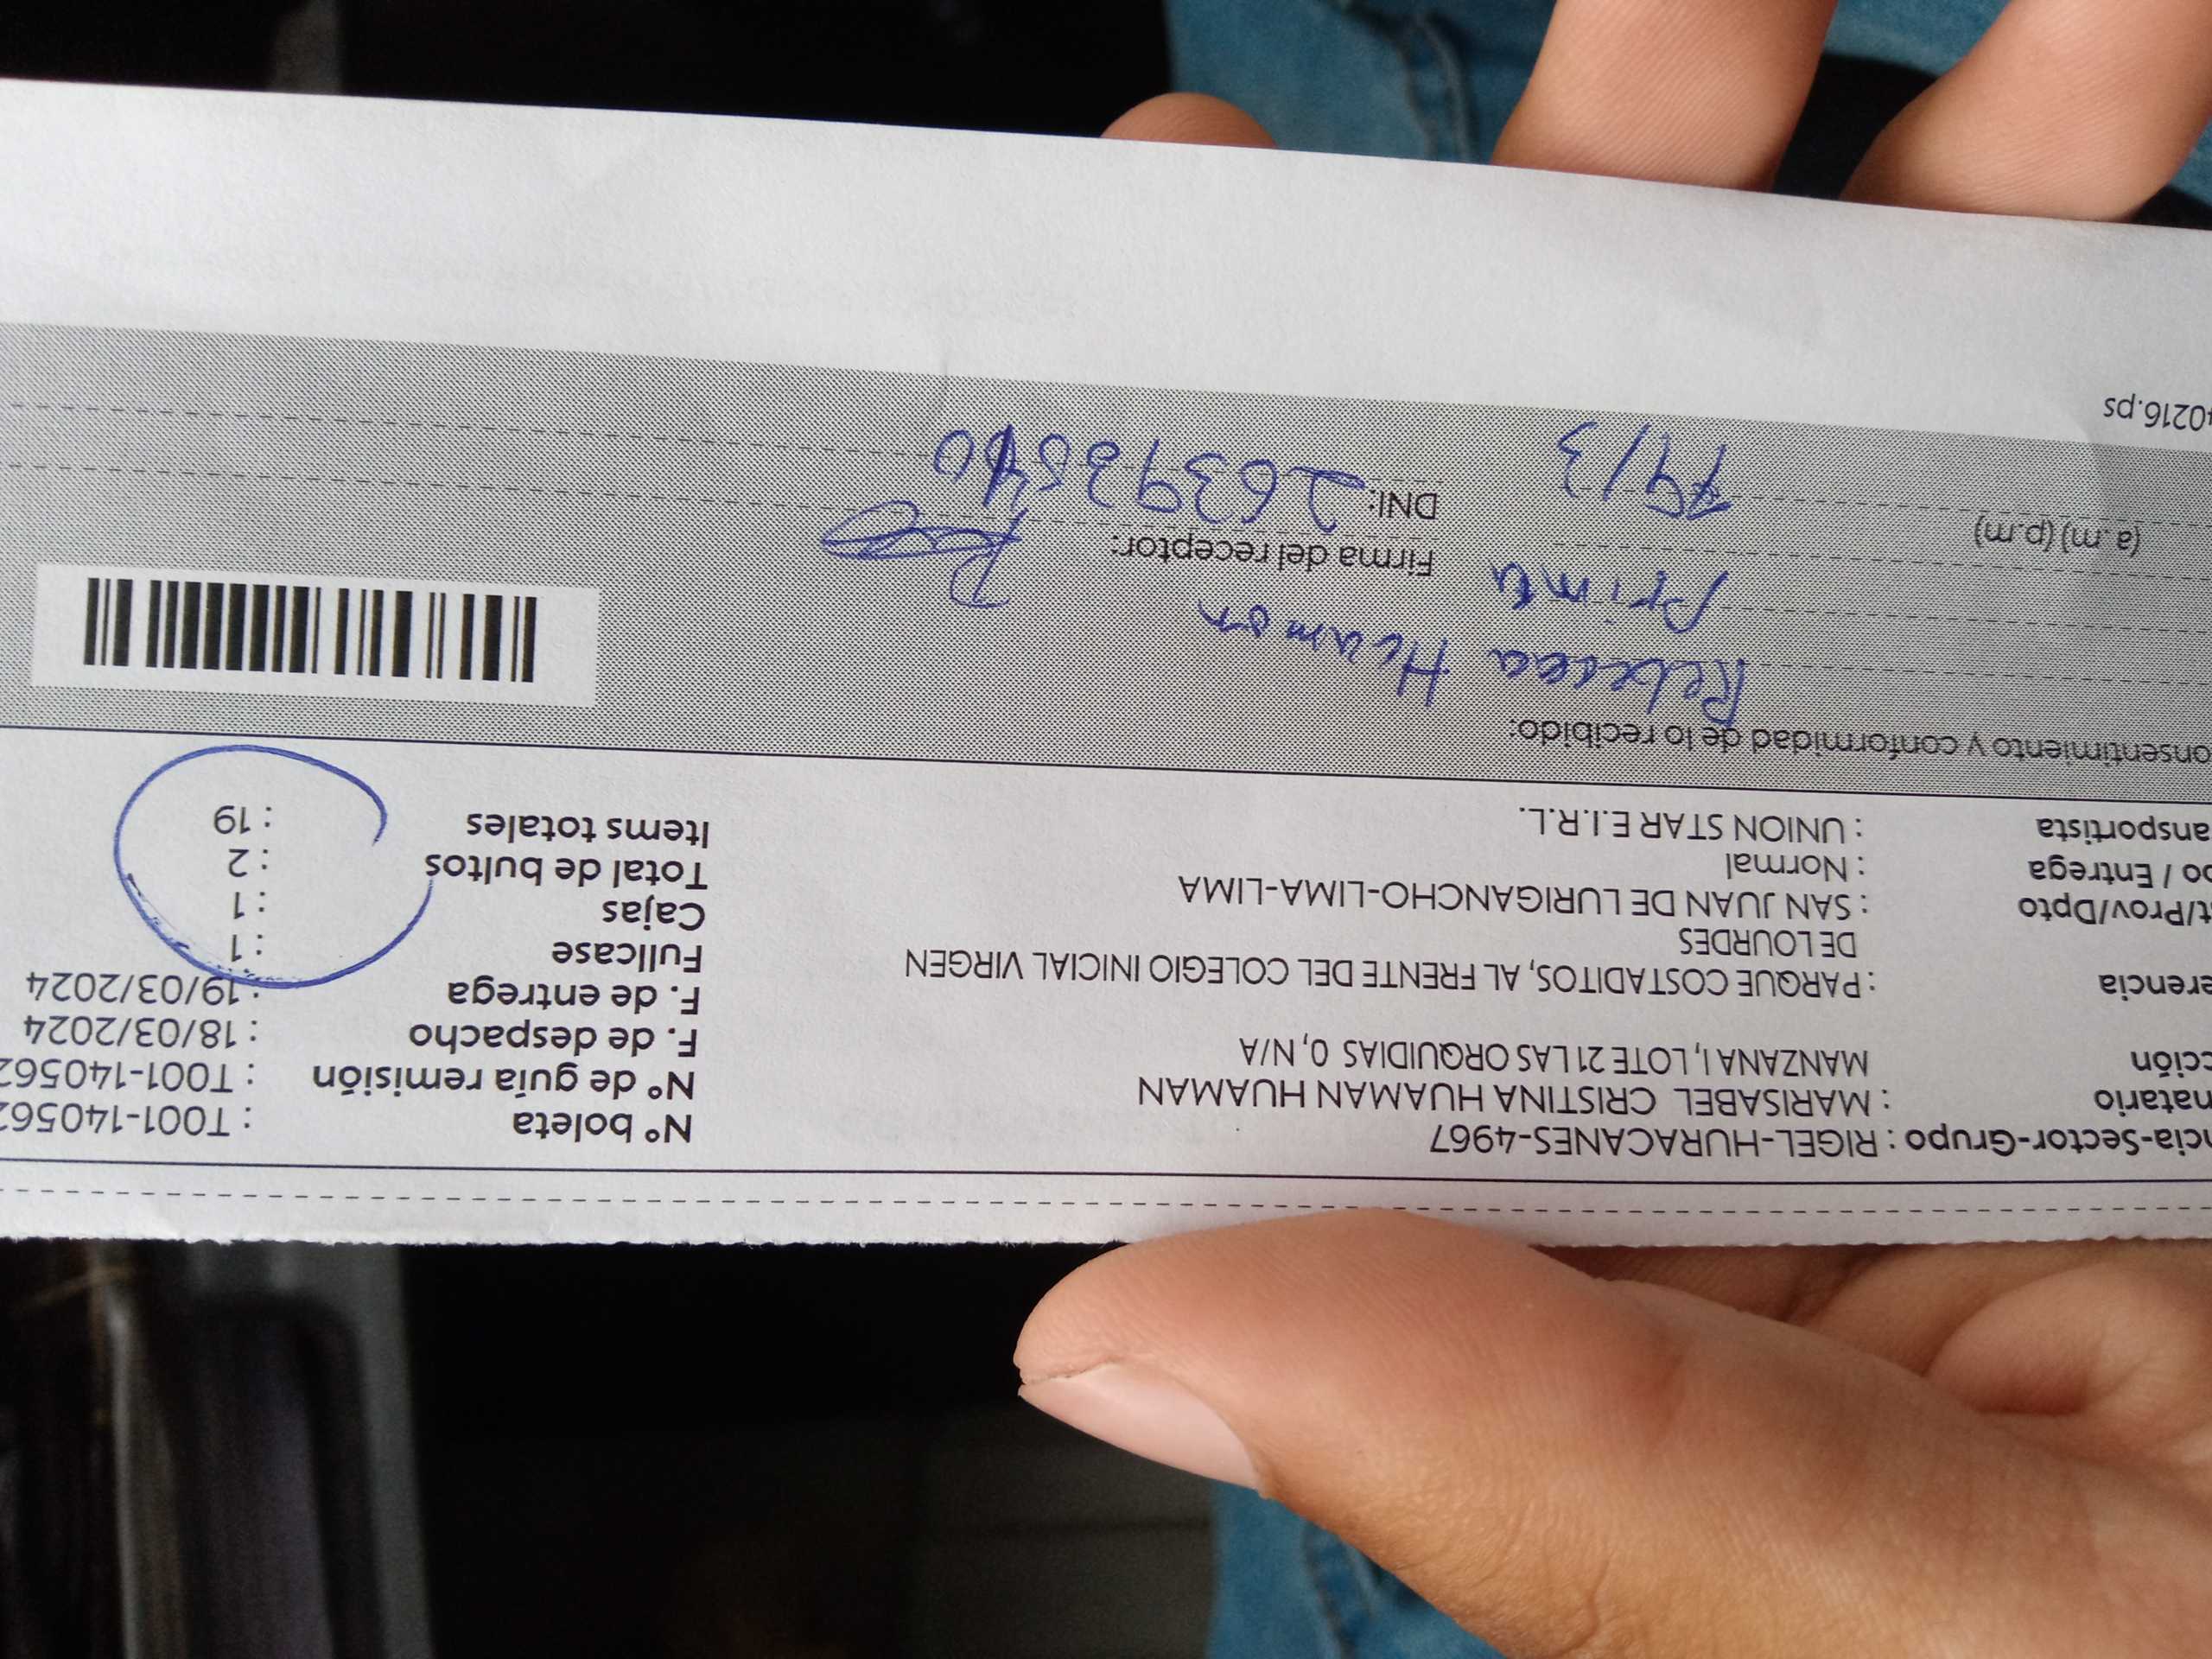 ncia-Sector-Grupo : RIGEL-HURACANES-4967
natario : MARISABEL CRISTINA HUAMAN HUAMAN
cción MANZANA I, LOTE 21 LAS ORQUIDIAS 0, N/A
erencia : PARQUE COSTADITOS, AL FRENTE DEL COLEGIO INICIAL VIRGEN
DE LOURDES
t/Prov/Dpto : SAN JUAN DE LURIGANCHO-LIMA-LIMA
po / Entrega : Normal
ansportista : UNION STAR E.I.R.L.
N° boleta : T001-140562
N° de guía remisión : T001-140562
F. de despacho : 18/03/2024
F. de entrega : 19/03/2024
Fullcase : 1
Cajas : 1
Total de bultos : 2
Items totales : 19
onsentimiento y conformidad de lo recibido:
Rebecca Huaman
Prima
Firma del receptor:
(a.m) (p.m) 19/3
DNI:
0216.ps